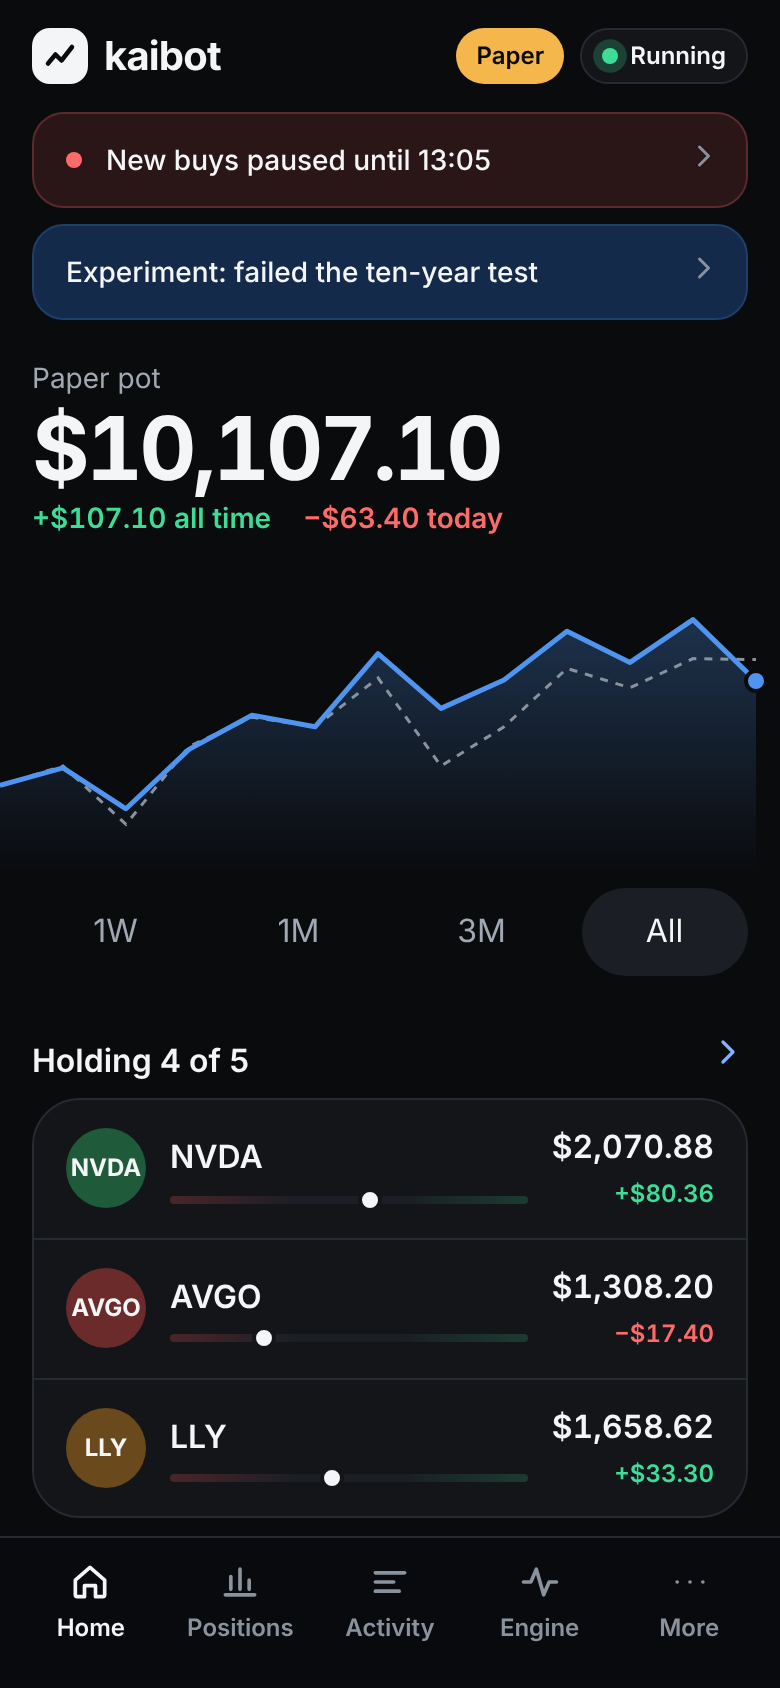 kaibot
Paper
Running
New buys paused until 13:05
Experiment: failed the ten-year test
Paper pot
$10,107.10
+$107.10 all time −$63.40 today
1W 1M 3M All
Holding 4 of 5
NVDA
NVDA
$2,070.88
+$80.36
AVGO
AVGO
$1,308.20
−$17.40
LLY
LLY
$1,658.62
+$33.30
Home Positions Activity Engine More